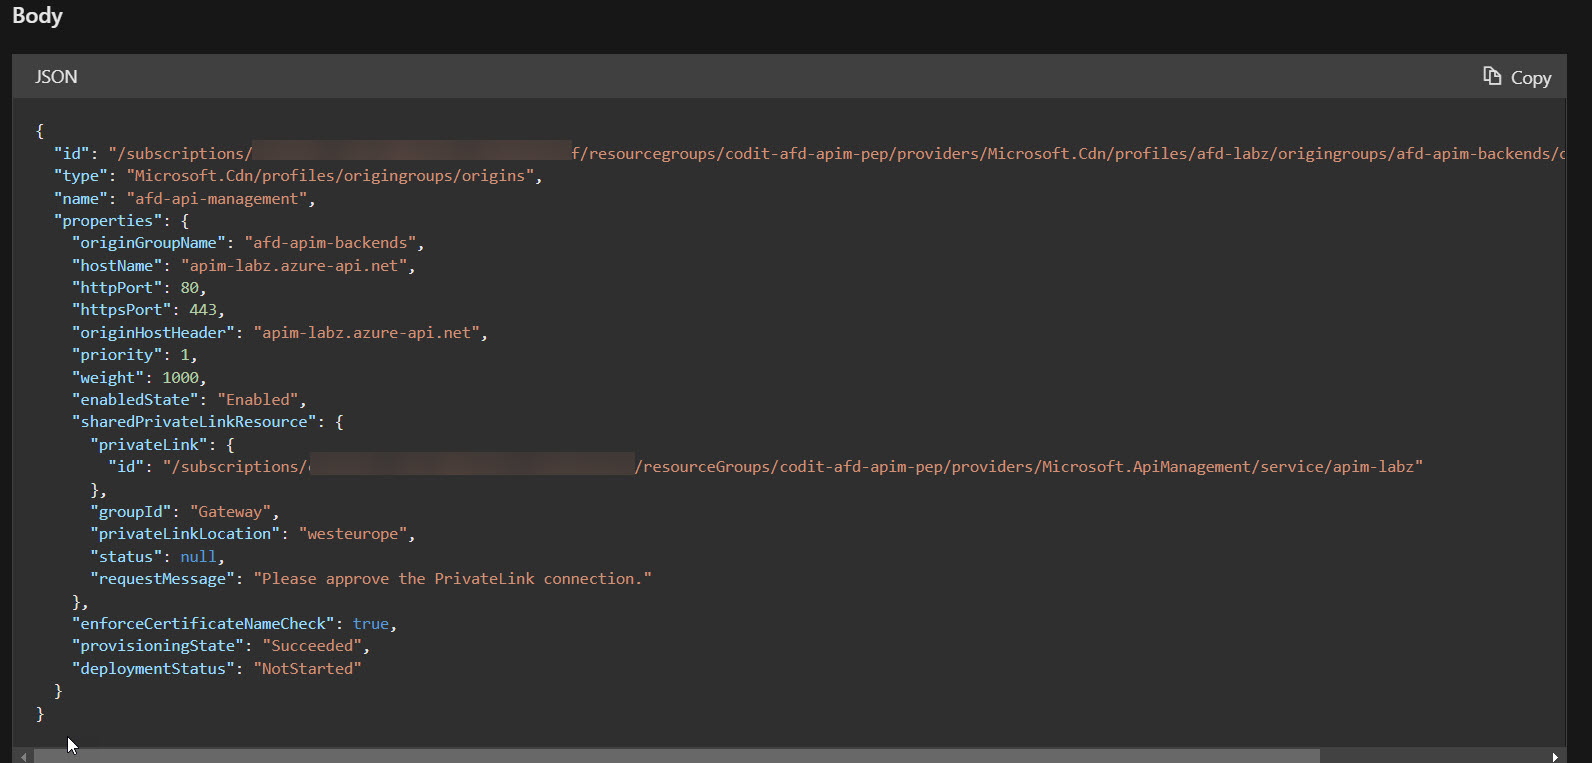 Body
JSON
Copy
{
"id": "/subscriptions/ f/resourcegroups/codit-afd-apim-pep/providers/Microsoft.Cdn/profiles/afd-labz/origingroups/afd-apim-backends/
"type": "Microsoft.Cdn/profiles/origingroups/origins",
"name": "afd-api-management",
"properties": {
"originGroupName": "afd-apim-backends",
"hostName": "apim-labz.azure-api.net",
"httpPort": 80,
"httpsPort": 443,
"originHostHeader": "apim-labz.azure-api.net",
"priority": 1,
"weight": 1000,
"enabledState": "Enabled",
"sharedPrivateLinkResource": {
"privateLink": {
"id": "/subscriptions/ /resourceGroups/codit-afd-apim-pep/providers/Microsoft.ApiManagement/service/apim-labz"
},
"groupId": "Gateway",
"privateLinkLocation": "westeurope",
"status": null,
"requestMessage": "Please approve the PrivateLink connection."
},
"enforceCertificateNameCheck": true,
"provisioningState": "Succeeded",
"deploymentStatus": "NotStarted"
}
}